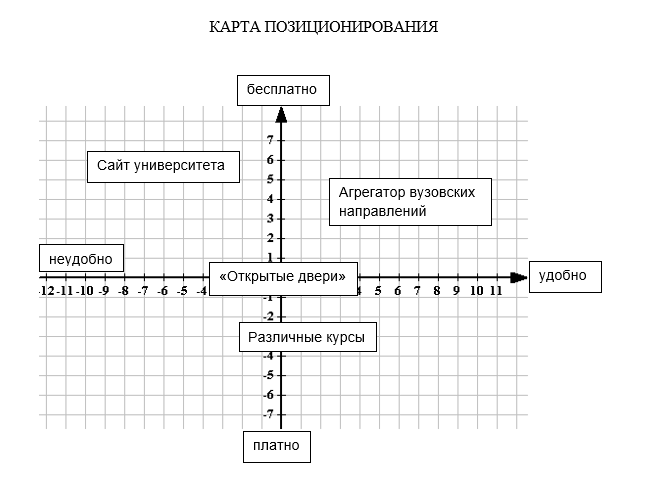 КАРТА ПОЗИЦИОНИРОВАНИЯ
бесплатно
7
Сайт университета
6
5
Агрегатор вузовских
4
направлений
3
2
неудобно
1
«Открытые двери»
удобно
-12 -11 -10 -9 -8 -7 -6 -5 -4 4 5 6 7 8 9 10 11
-1
-2
Различные курсы
-4
-5
-6
-7
платно